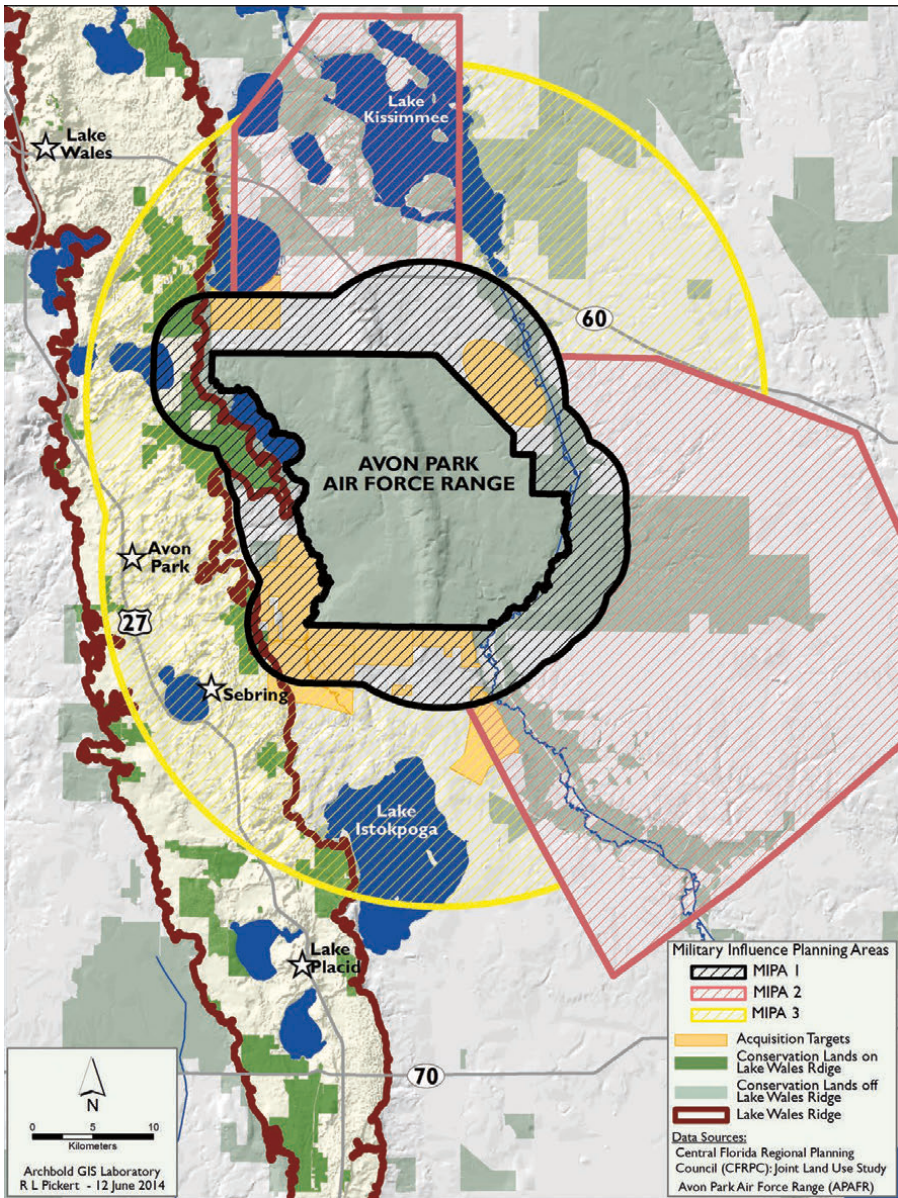 Lake
Kissimmee
Lake
Wales
60
AVON PARK
AIR FORCE RANGE
Avon
Park
27
Sebring
Lake
Istokpoga
Lake
Placid
70
Military Influence Planning Areas
MIPA 1
MIPA 2
MIPA 3
Acquisition Targets
Conservation Lands on
Lake Wales Rdige
Conservation Lands off
Lake Wales Ridge
Lake Wales Ridge
Data Sources:
Central Florida Regional Planning
Council (CFRPC): Joint Land Use Study
Avon Park Air Force Range (APAFR)
N
0 5 10
Kilometers
Archbold GIS Laboratory
R L Pickert - 12 June 2014